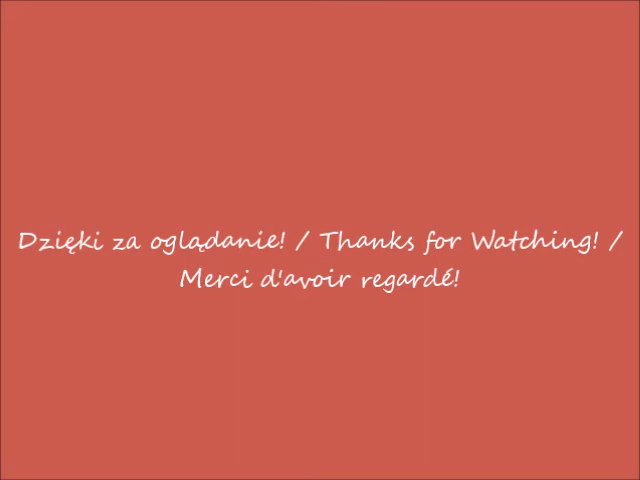 Dzięki za oglądanie! / Thanks for Watching! /
Merci d'avoir regardé!